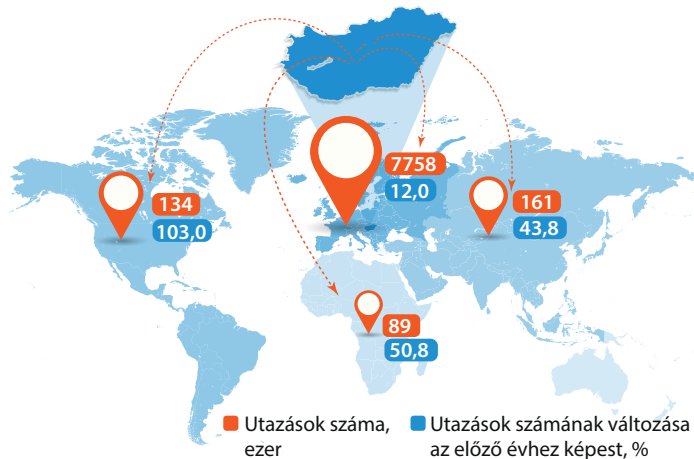 7758
12,0
134
103,0
161
43,8
89
50,8
Utazások száma,
ezer
Utazások számának változása
az előző évhez képest, %